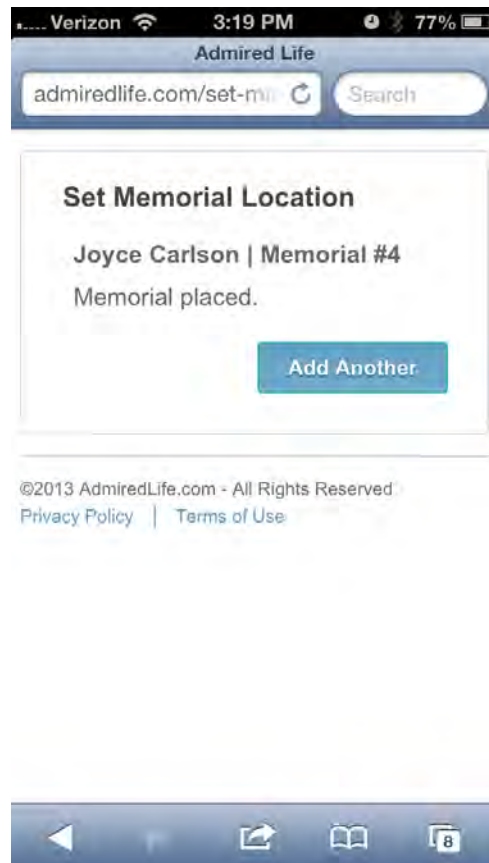 Verizon 3:19 PM 77%
Admired Life
admiredlife.com/set-m Search
Set Memorial Location
Joyce Carlson | Memorial #4
Memorial placed.
Add Another
©2013 AdmiredLife.com - All Rights Reserved
Privacy Policy | Terms of Use
8